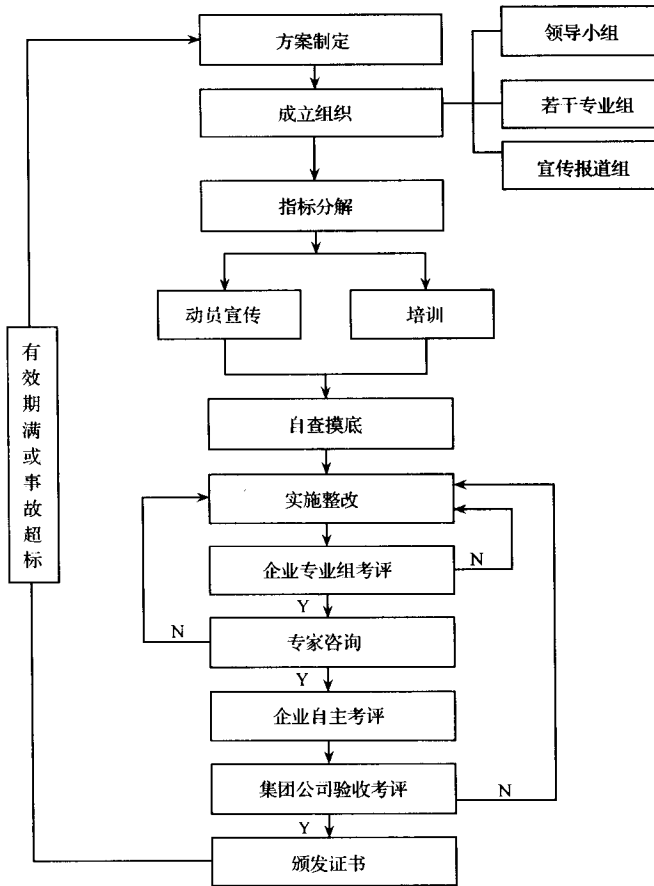 方案制定
领导小组
成立组织
若干专业组
宣传报道组
指标分解
动员宣传
培训
有效期满或事故超标
自查摸底
实施整改
企业专业组考评
N
Y
专家咨询
N
Y
企业自主考评
集团公司验收考评
N
Y
颁发证书